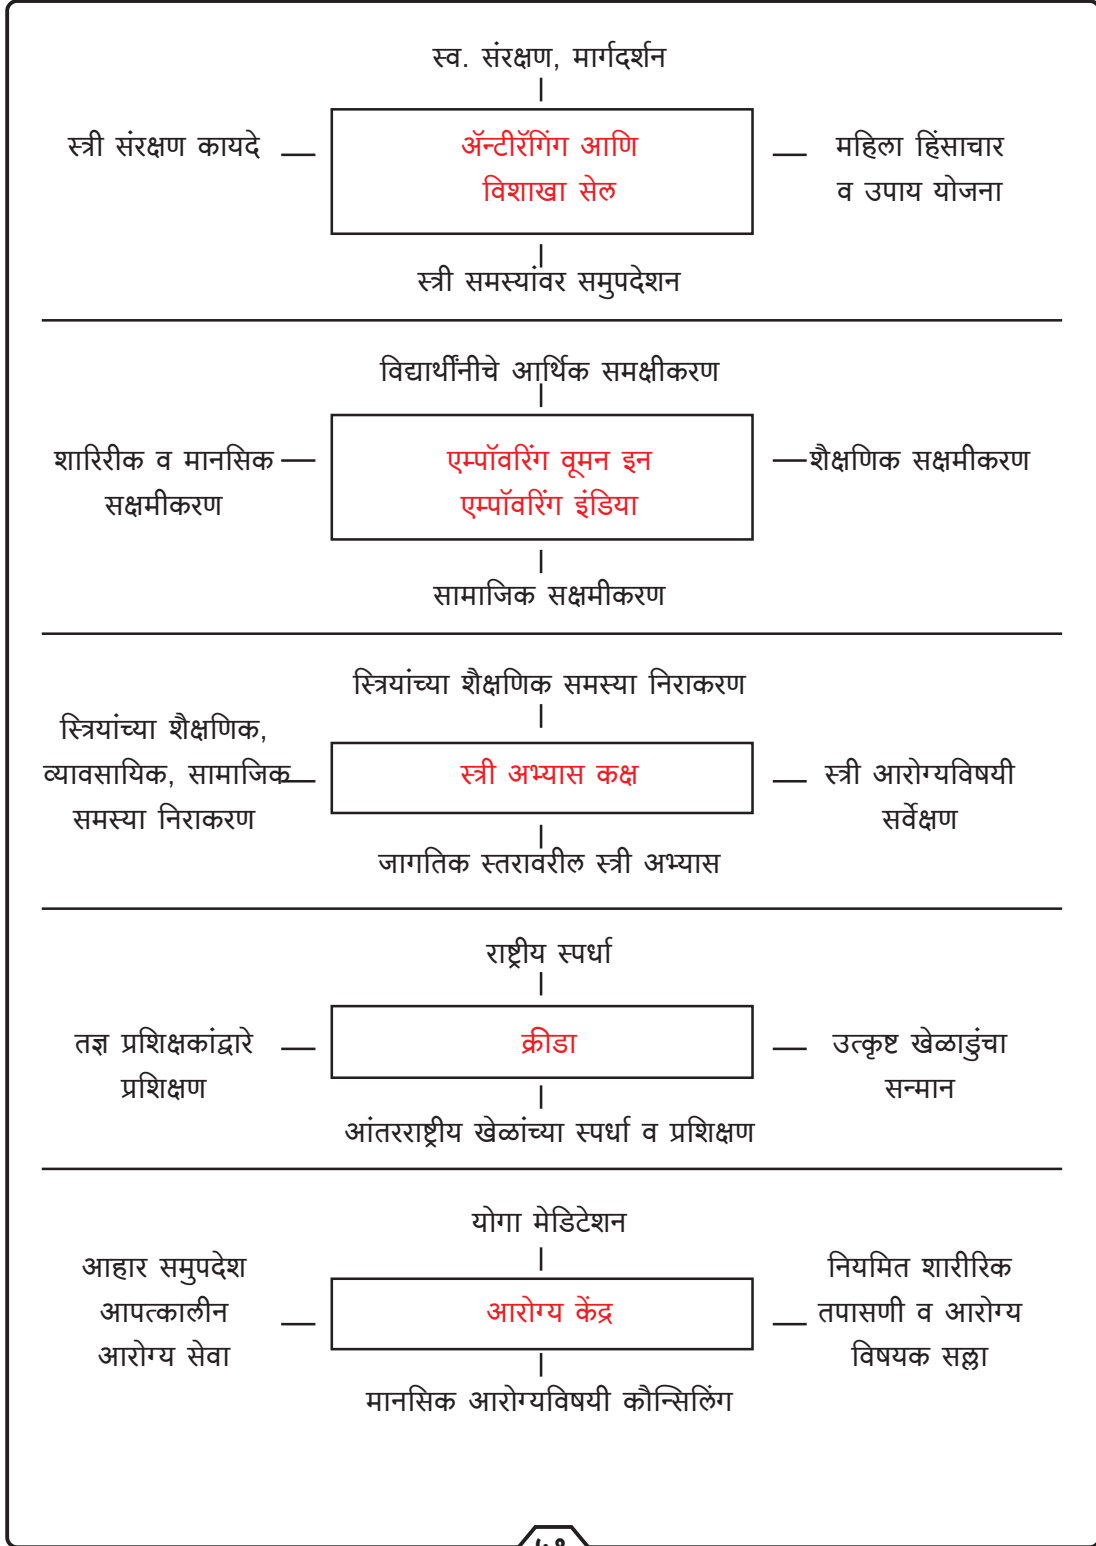 स्व. संरक्षण, मार्गदर्शन
स्त्री संरक्षण कायदे
ॲन्टीरॅगिंग आणि
विशाखा सेल
महिला हिंसाचार
व उपाय योजना
स्त्री समस्यांवर समुपदेशन
विद्यार्थींनीचे आर्थिक समक्षीकरण
शारिरीक व मानसिक
सक्षमीकरण
एम्पॉवरिंग वूमन इन
एम्पॉवरिंग इंडिया
शैक्षणिक सक्षमीकरण
सामाजिक सक्षमीकरण
स्त्रियांच्या शैक्षणिक समस्या निराकरण
स्त्रियांच्या शैक्षणिक,
व्यावसायिक, सामाजिक
समस्या निराकरण
स्त्री अभ्यास कक्ष
स्त्री आरोग्यविषयी
सर्वेक्षण
जागतिक स्तरावरील स्त्री अभ्यास
राष्ट्रीय स्पर्धा
तज्ञ प्रशिक्षकांद्वारे
प्रशिक्षण
क्रीडा
उत्कृष्ट खेळाडुंचा
सन्मान
आंतरराष्ट्रीय खेळांच्या स्पर्धा व प्रशिक्षण
योगा मेडिटेशन
आहार समुपदेश
आपत्कालीन
आरोग्य सेवा
आरोग्य केंद्र
नियमित शारीरिक
तपासणी व आरोग्य
विषयक सल्ला
मानसिक आरोग्यविषयी कौन्सिलिंग